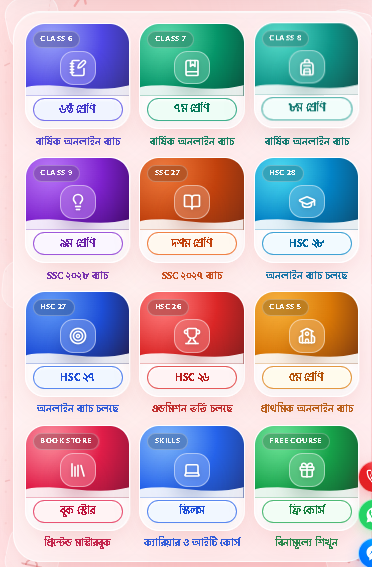 CLASS 6
৬ষ্ঠ শ্রেণি
বার্ষিক অনলাইন ব্যাচ
CLASS 7
৭ম শ্রেণি
বার্ষিক অনলাইন ব্যাচ
CLASS 8
৮ম শ্রেণি
বার্ষিক অনলাইন ব্যাচ
CLASS 9
৯ম শ্রেণি
SSC ২০২৮ ব্যাচ
SSC 27
দশম শ্রেণি
SSC ২০২৭ ব্যাচ
HSC 28
HSC ২৮
অনলাইন ব্যাচ চলছে
HSC 27
HSC ২৭
অনলাইন ব্যাচ চলছে
HSC 26
HSC ২৬
এডমিশন ভর্তি চলছে
CLASS 5
৫ম শ্রেণি
প্রাথমিক অনলাইন ব্যাচ
BOOK STORE
বুক স্টোর
প্রিন্টেড মাস্টারবুক
SKILLS
স্কিলস
ক্যারিয়ার ও আইটি কোর্স
FREE COURSE
ফ্রি কোর্স
বিনামূল্যে শিখুন